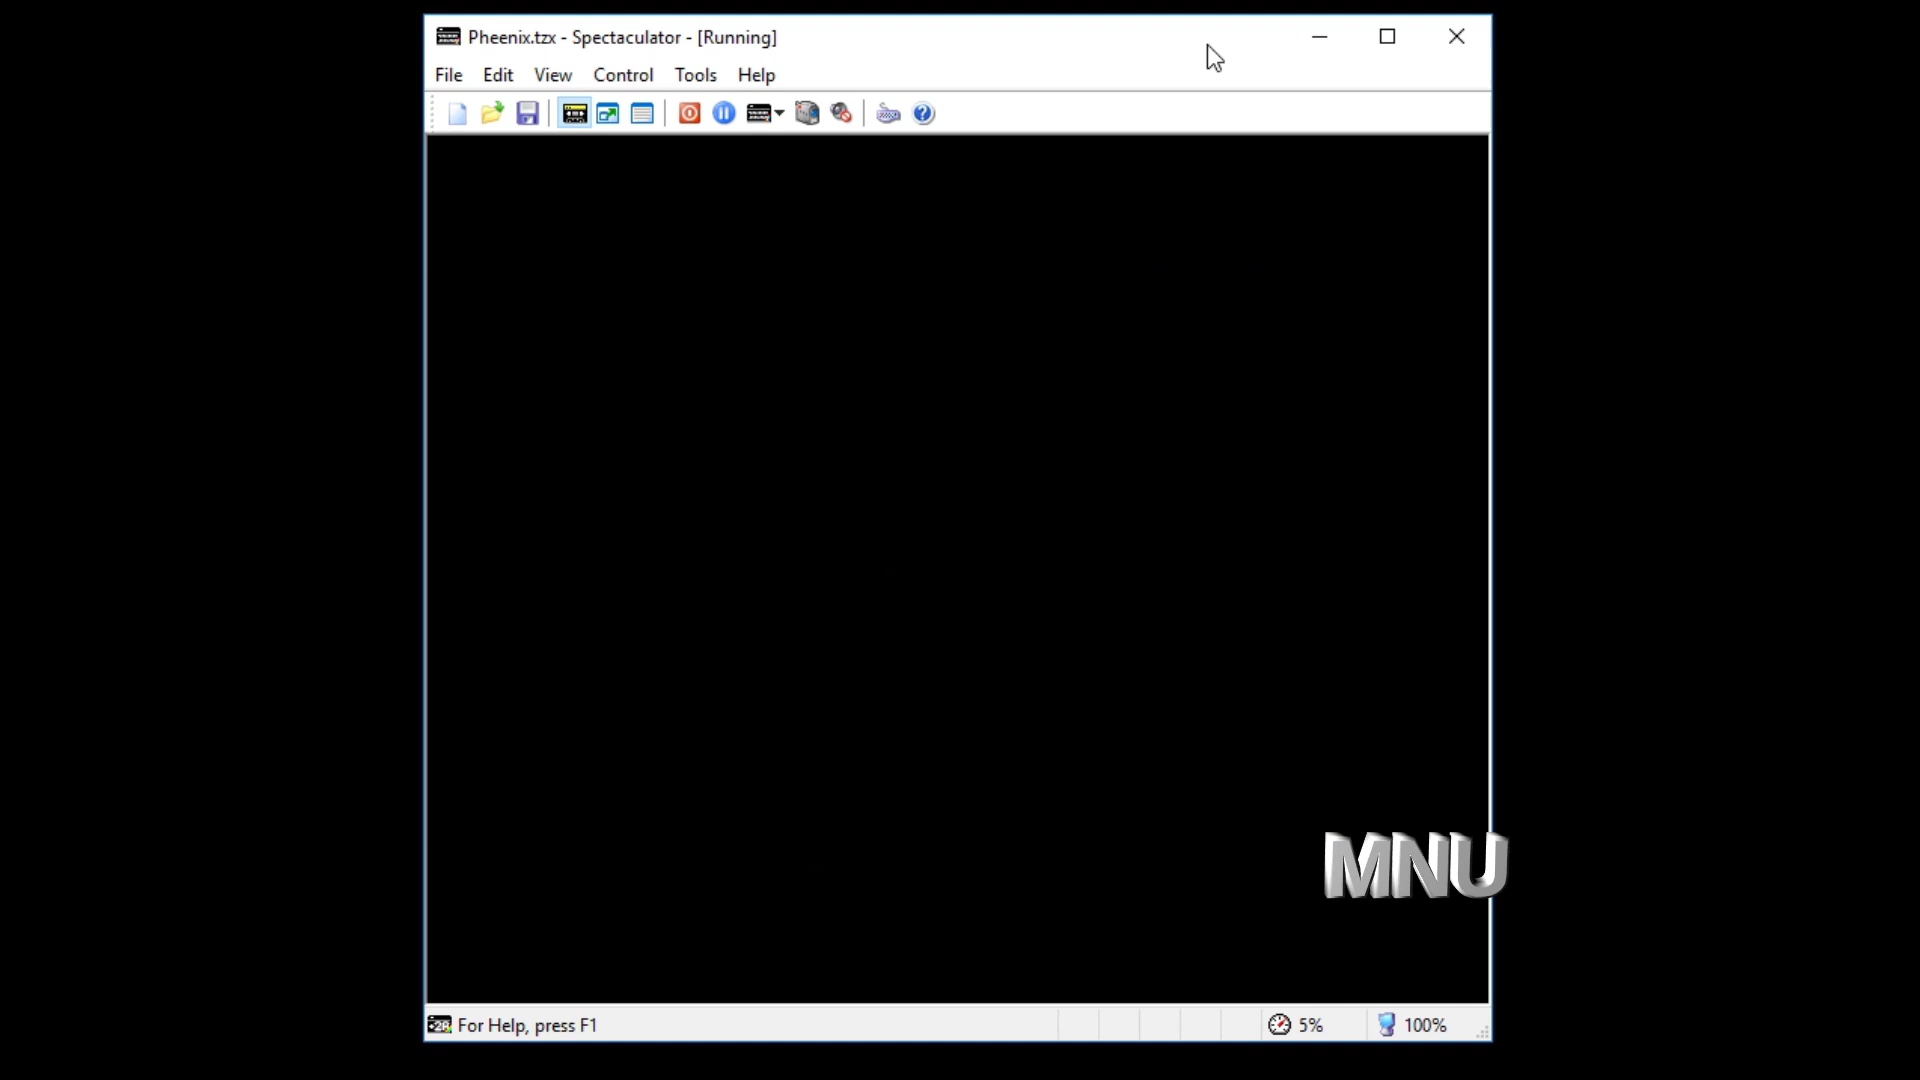 Pheenix.tzx - Spectaculator - [Running]
File Edit View Control Tools Help
MNU
For Help, press F1
5%
100%